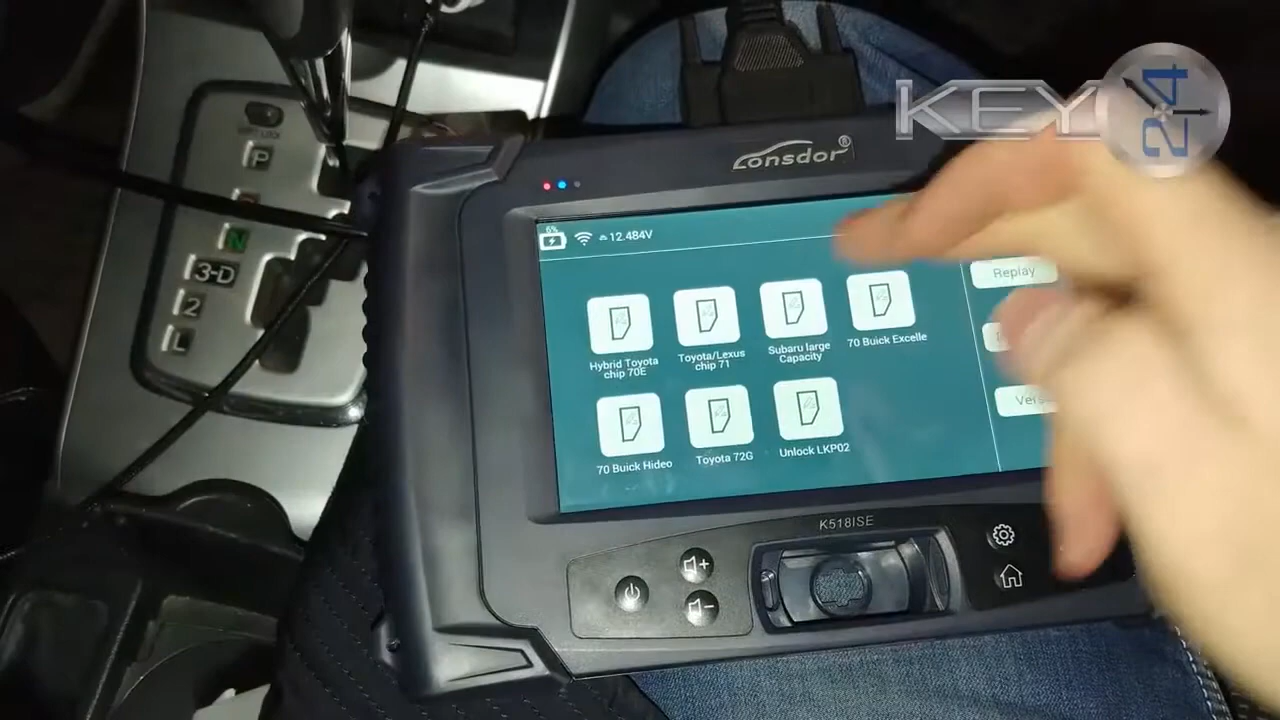 KEY 24
Lonsdor®
6%
12.484V
Replay
Hybrid Toyota
chip 70E
Toyota/Lexus
chip 71
Subaru large
Capacity
70 Buick Excelle
70 Buick Hideo
Toyota 72G
Unlock LKP02
K518ISE
P
N
3-D
2
L